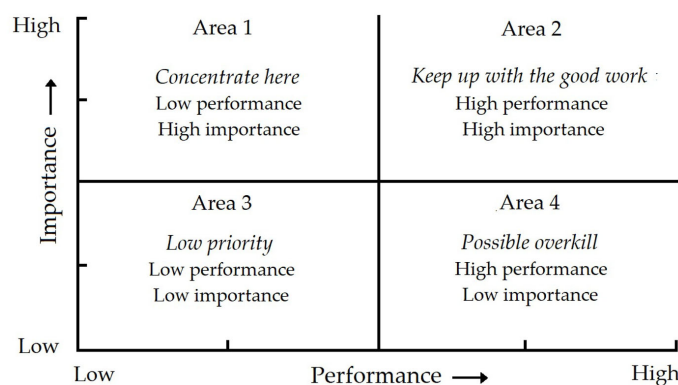 High
Area 1
Area 2
Concentrate here
Keep up with the good work
Low performance
High performance
High importance
High importance
Importance
Area 3
Area 4
Low priority
Possible overkill
Low performance
High performance
Low importance
Low importance
Low
Low
Performance
High